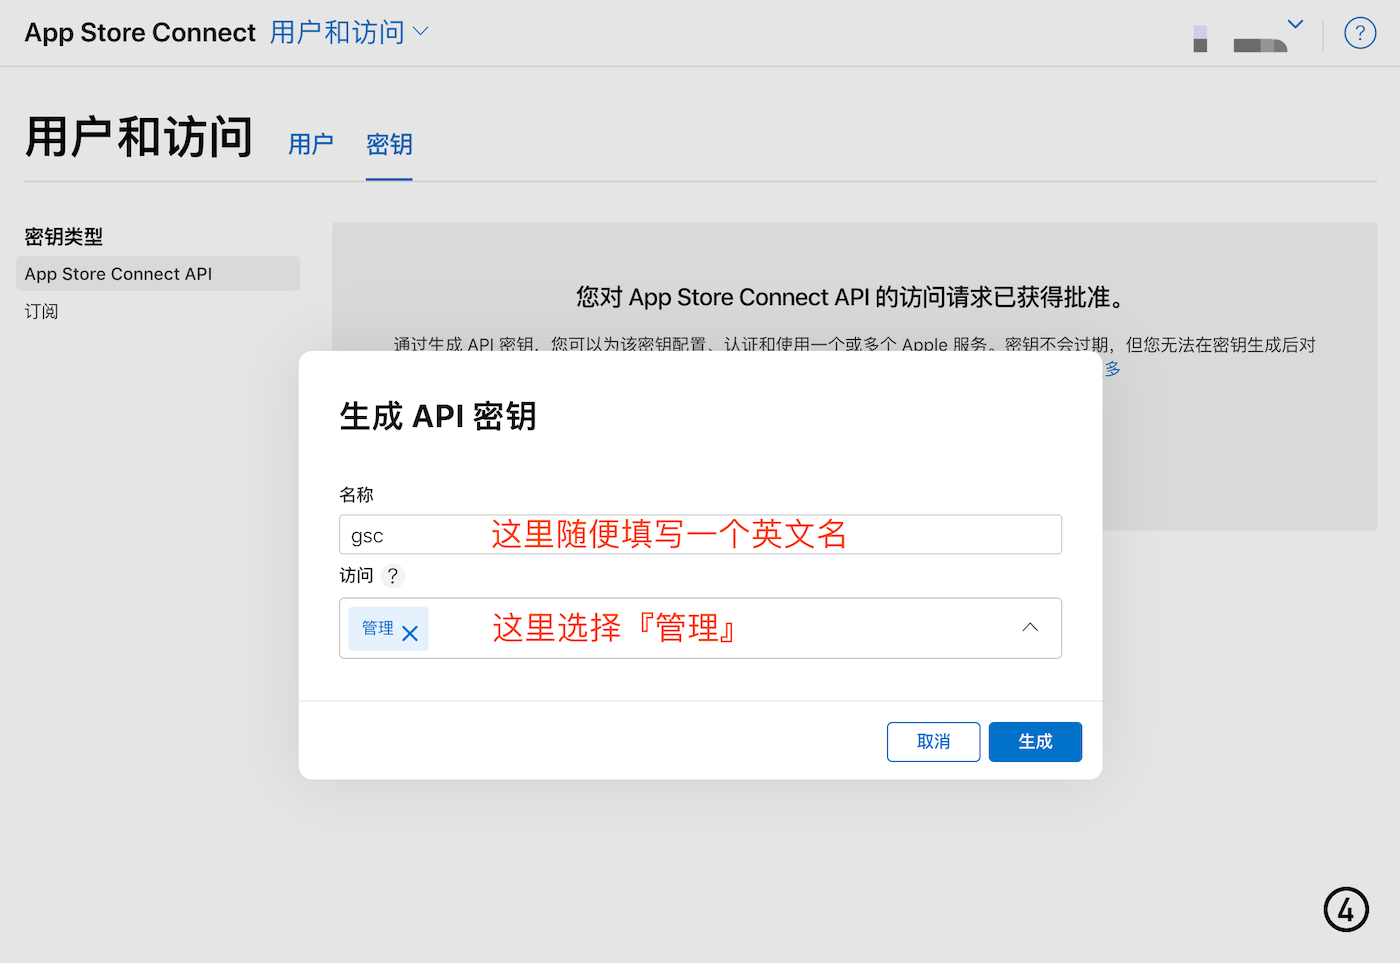 App Store Connect 用户和访问
?
用户和访问 用户 密钥
密钥类型
App Store Connect API
订阅
您对 App Store Connect API 的访问请求已获得批准。
通过生成 API 密钥，您可以为该密钥配置、认证和使用一个或多个 Apple 服务。密钥不会过期，但您无法在密钥生成后对
多
生成 API 密钥
名称
gsc 这里随便填写一个英文名
访问 ?
管理 这里选择『管理』
取消 生成
4